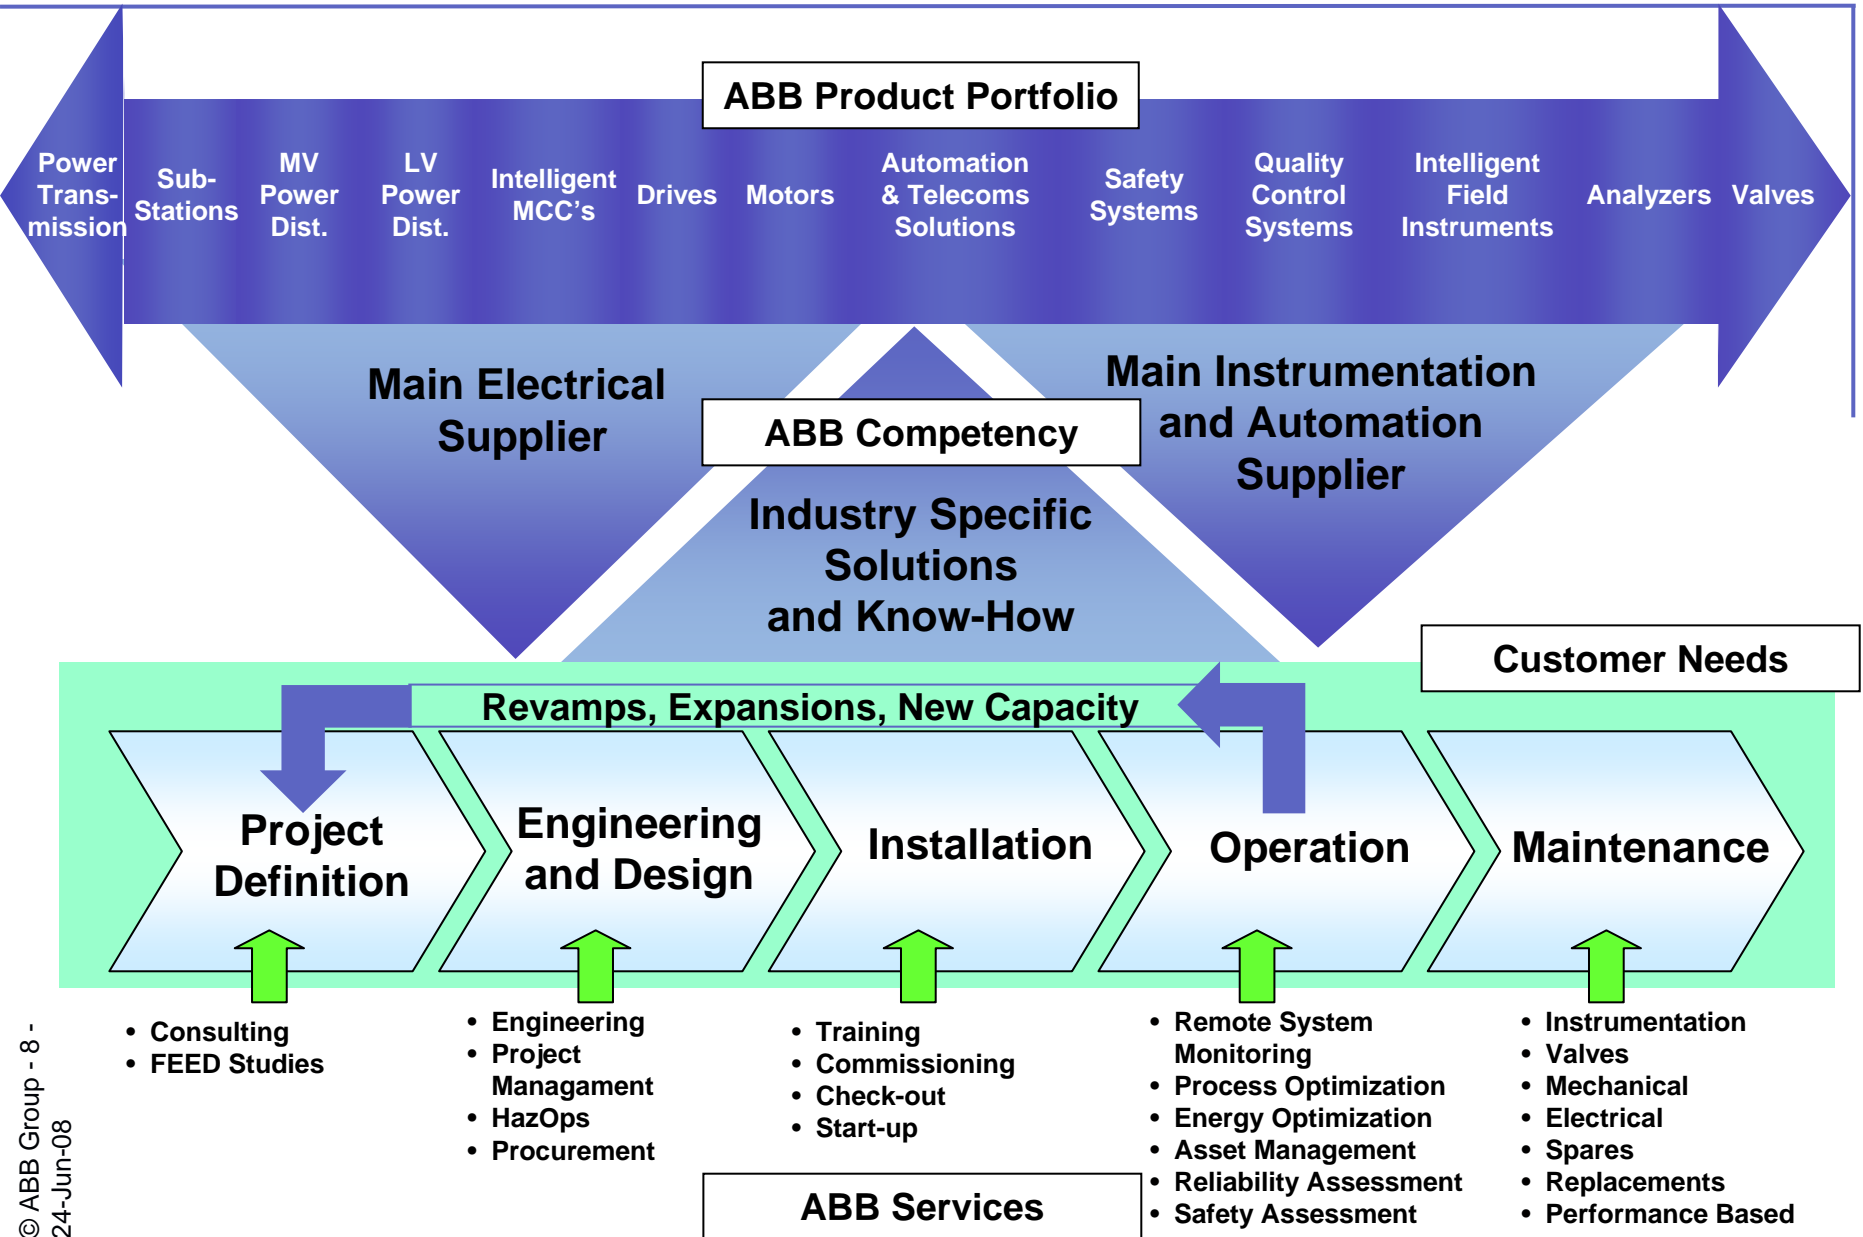 ABB Product Portfolio
Power
Trans-
mission
Sub-
Stations
MV
Power
Dist.
LV
Power
Dist.
Intelligent
MCC's
Drives
Motors
Automation
& Telecoms
Solutions
Safety
Systems
Quality
Control
Systems
Intelligent
Field
Instruments
Analyzers
Valves
Main Electrical
Supplier
ABB Competency
Main Instrumentation
and Automation
Supplier
Industry Specific
Solutions
and Know-How
Customer Needs
Revamps, Expansions, New Capacity
Project
Definition
Engineering
and Design
Installation
Operation
Maintenance
• Consulting
• FEED Studies
• Engineering
• Project
Managament
• HazOps
• Procurement
• Training
• Commissioning
• Check-out
• Start-up
• Remote System
Monitoring
• Process Optimization
• Energy Optimization
• Asset Management
• Reliability Assessment
• Safety Assessment
• Instrumentation
• Valves
• Mechanical
• Electrical
• Spares
• Replacements
• Performance Based
ABB Services
© ABB Group - 8 -
24-Jun-08